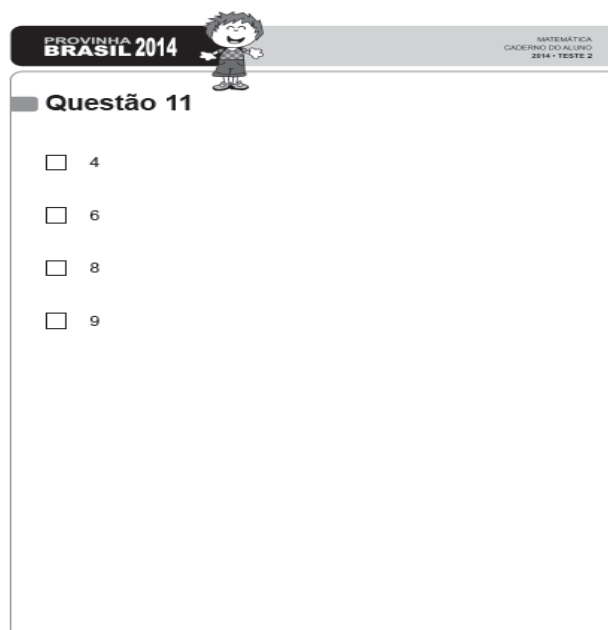 PROVINHA
BRASIL 2014
MATEMÁTICA
CADERNO DO ALUNO
2014 • TESTE 2
Questão 11
4
6
8
9